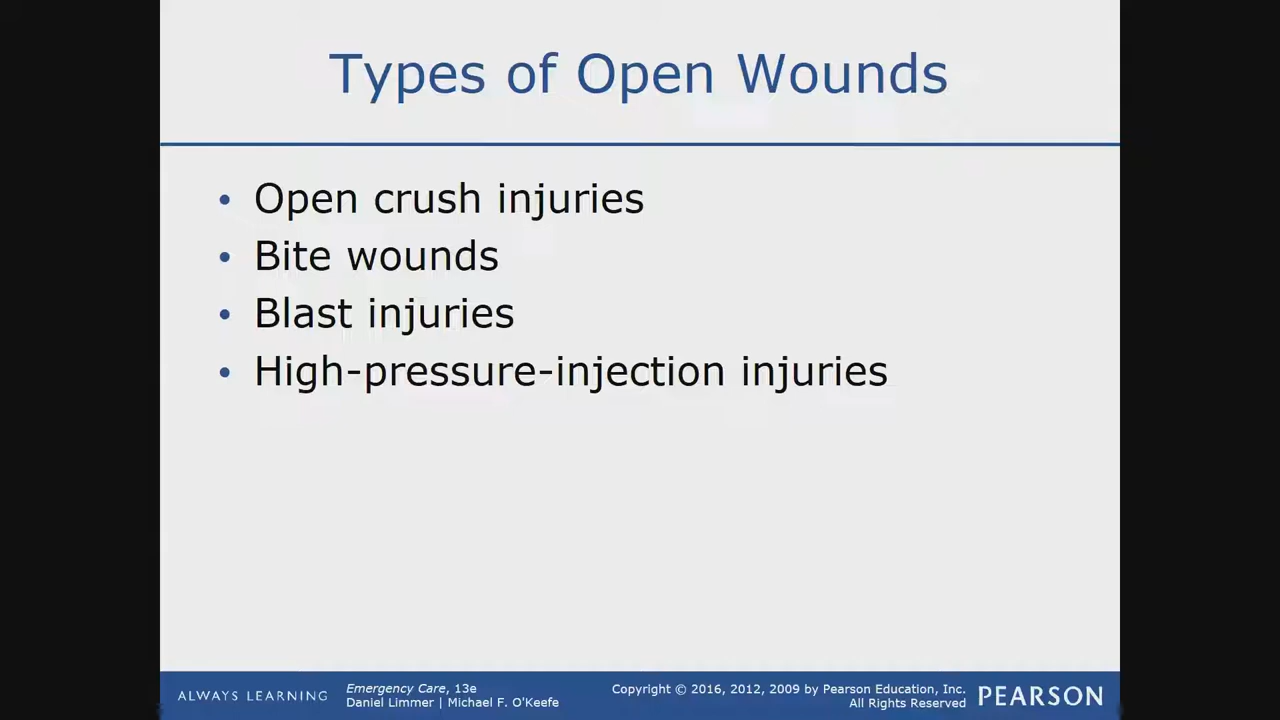 Types of Open Wounds
• Open crush injuries
• Bite wounds
• Blast injuries
• High-pressure-injection injuries
ALWAYS LEARNING
Emergency Care, 13e
Daniel Limmer | Michael F. O'Keefe
Copyright © 2016, 2012, 2009 by Pearson Education, Inc.
All Rights Reserved
PEARSON